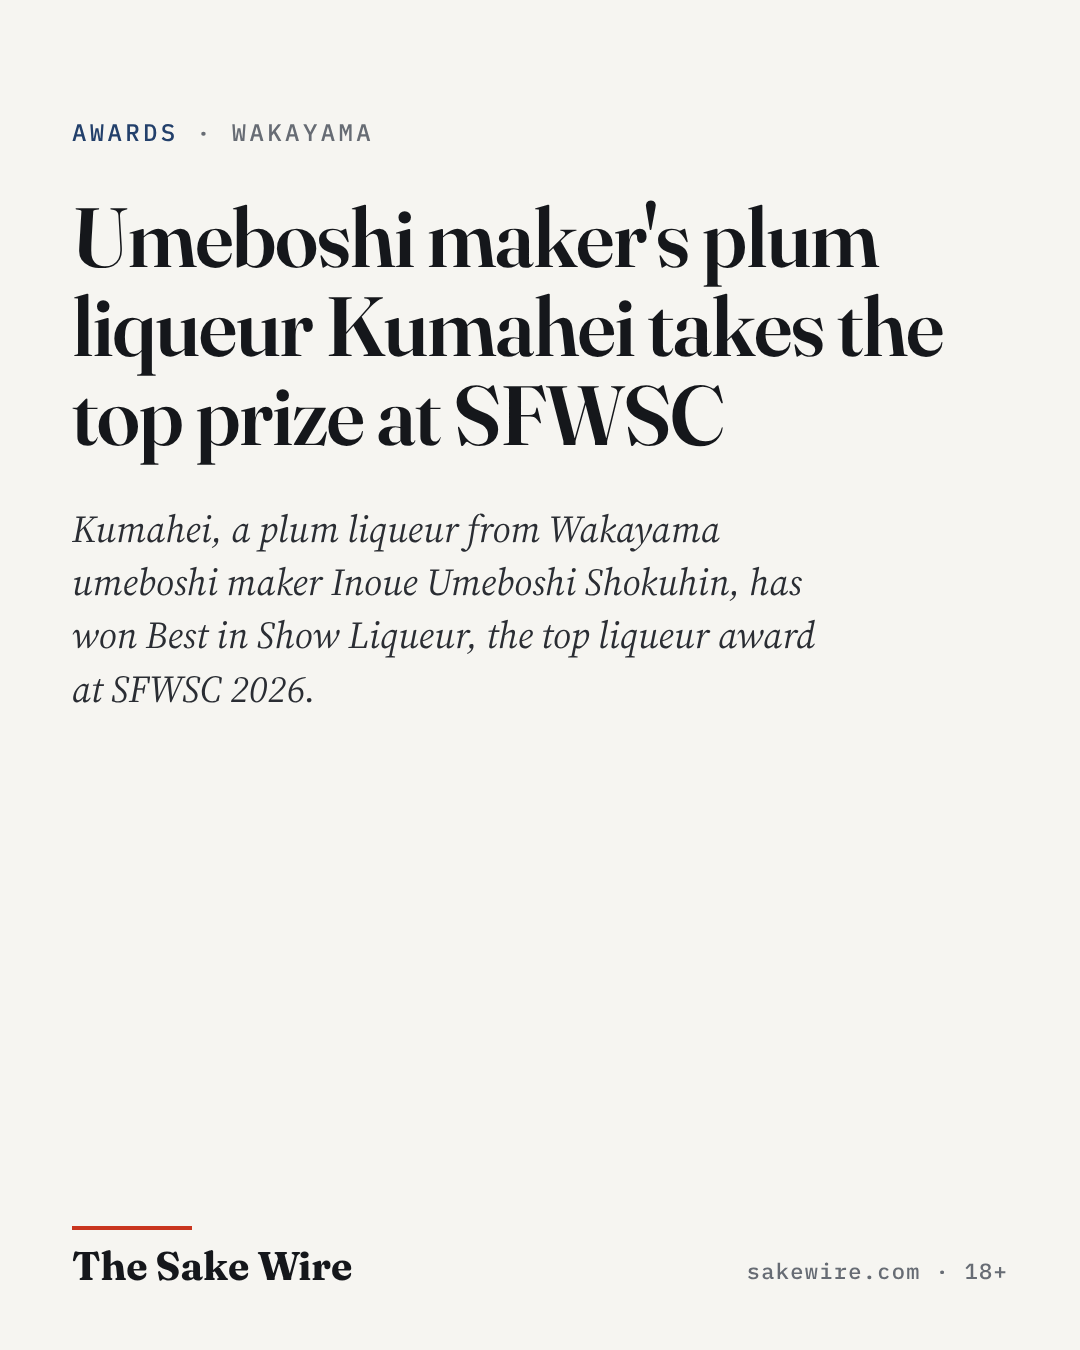 AWARDS · WAKAYAMA
Umeboshi maker's plum
liqueur Kumahei takes the
top prize at SFWSC
Kumahei, a plum liqueur from Wakayama
umeboshi maker Inoue Umeboshi Shokuhin, has
won Best in Show Liqueur, the top liqueur award
at SFWSC 2026.
The Sake Wire
sakewire.com · 18+